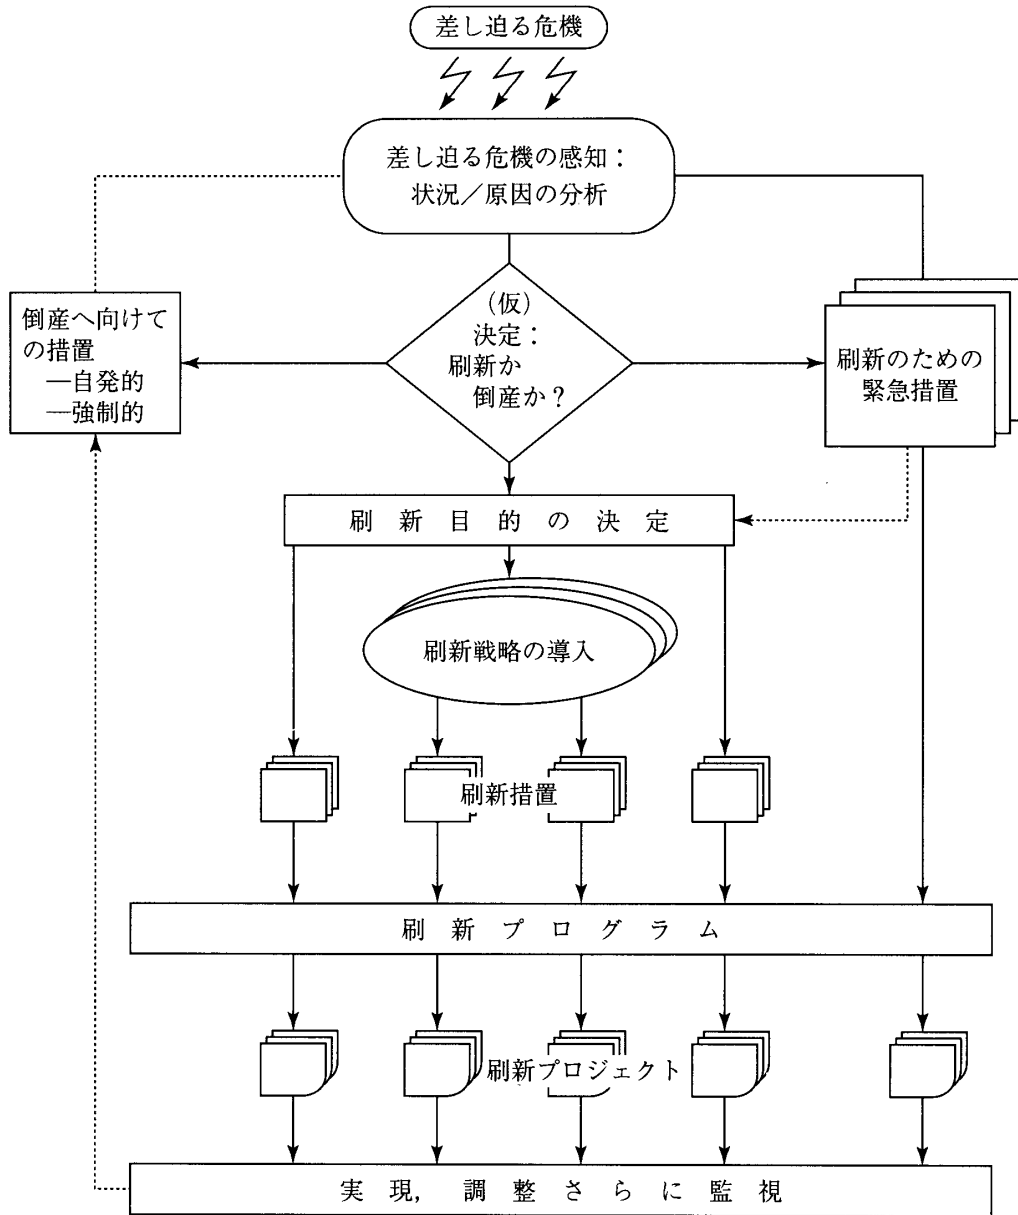 差し迫る危機
差し迫る危機の感知：
状況／原因の分析
（仮）
決定：
刷新か
倒産か？
倒産へ向けて
の措置
―自発的
―強制的
刷新のための
緊急措置
刷新目的の決定
刷新戦略の導入
刷新措置
刷新プログラム
刷新プロジェクト
実現，調整さらに監視